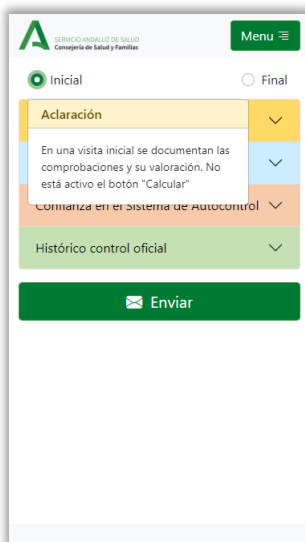 SERVICIO ANDALUZ DE SALUD
Consejería de Salud y Familias
Menu
Inicial
Final
Aclaración
En una visita inicial se documentan las
comprobaciones y su valoración. No
está activo el botón "Calcular"
Confianza en el Sistema de Autocontrol
Histórico control oficial
Enviar